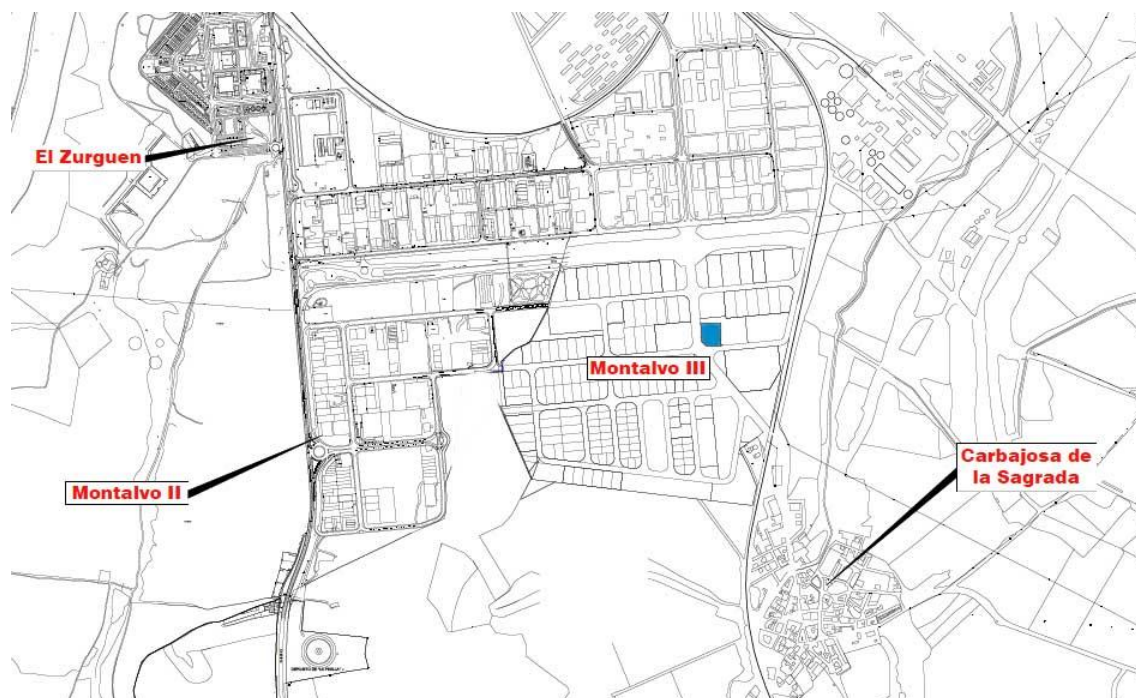 El Zurguen
Montalvo III
Montalvo II
Carbajosa de
la Sagrada